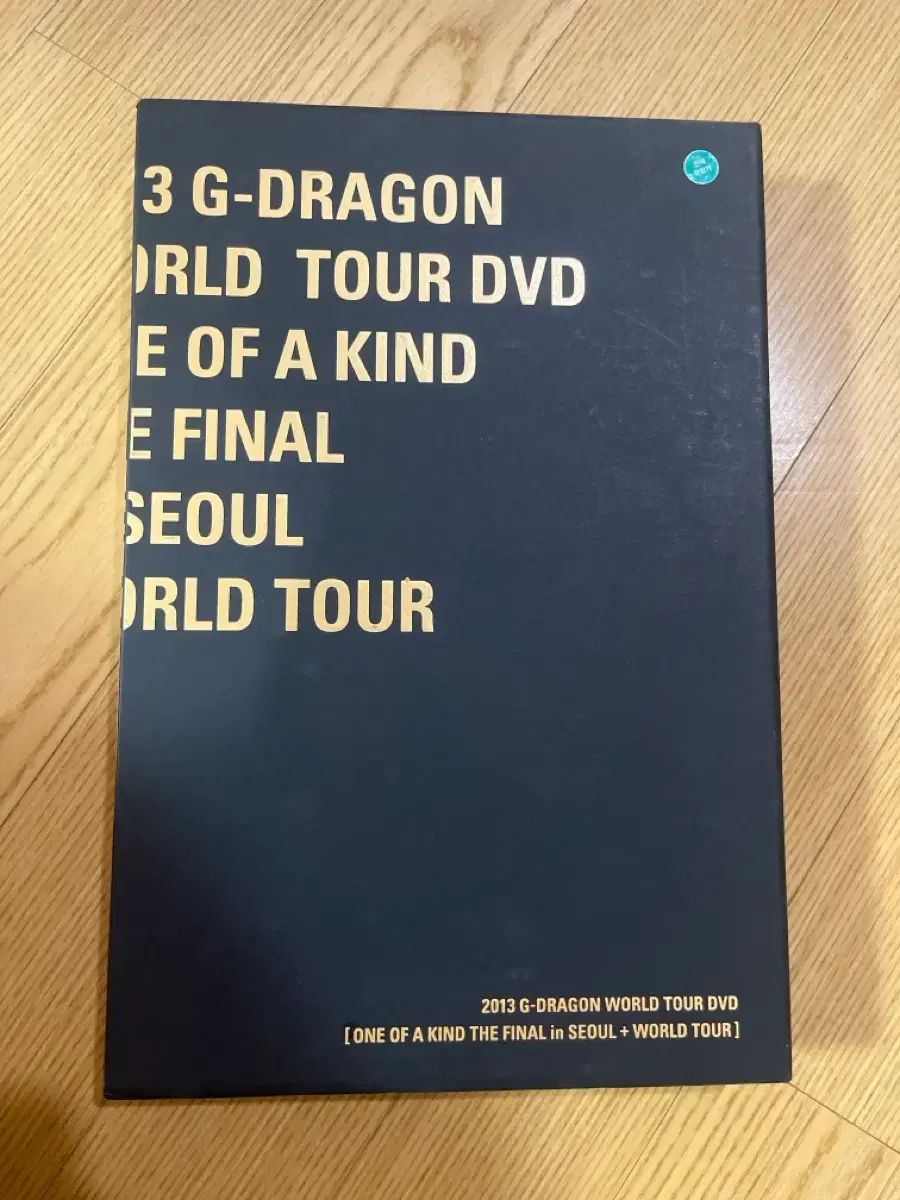 3 G-DRAGON
ORLD TOUR DVD
E OF A KIND
E FINAL
SEOUL
ORLD TOUR
2013 G-DRAGON WORLD TOUR DVD
[ ONE OF A KIND THE FINAL in SEOUL + WORLD TOUR ]